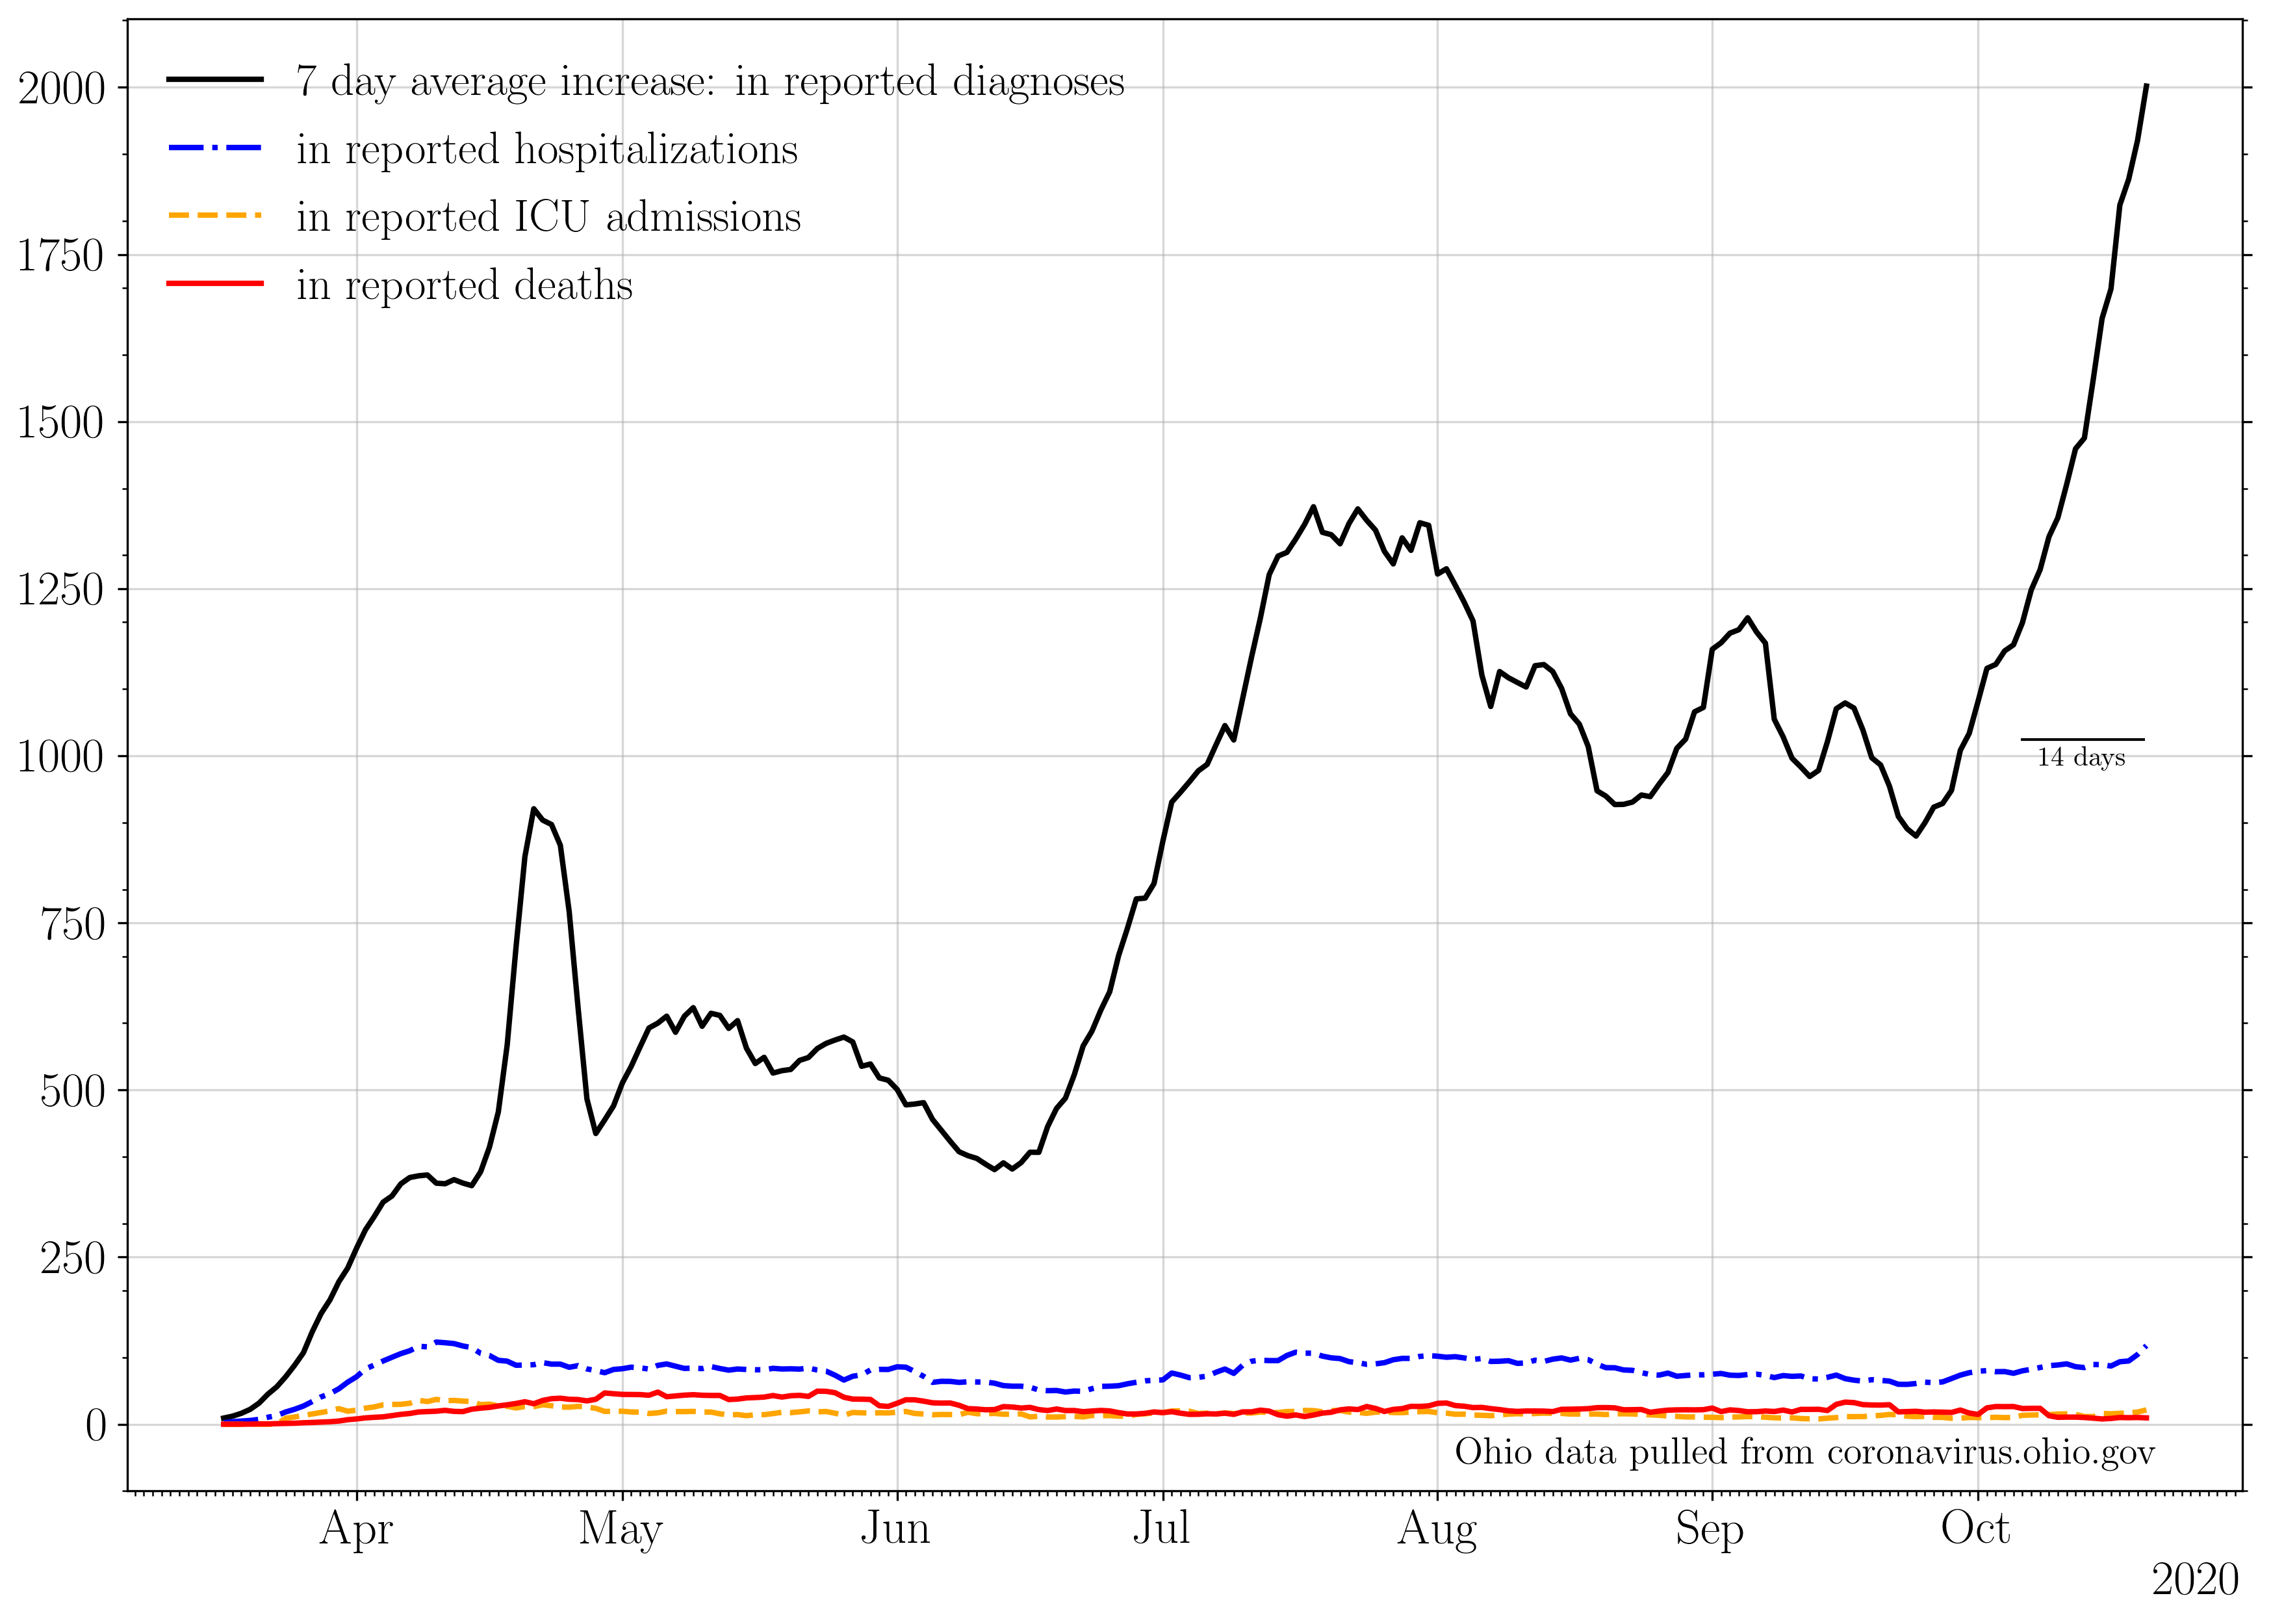 7 day average increase: in reported diagnoses
in reported hospitalizations
in reported ICU admissions
in reported deaths
2000
1750
1500
1250
1000
750
500
250
0
14 days
Ohio data pulled from coronavirus.ohio.gov
Apr May Jun Jul Aug Sep Oct
2020